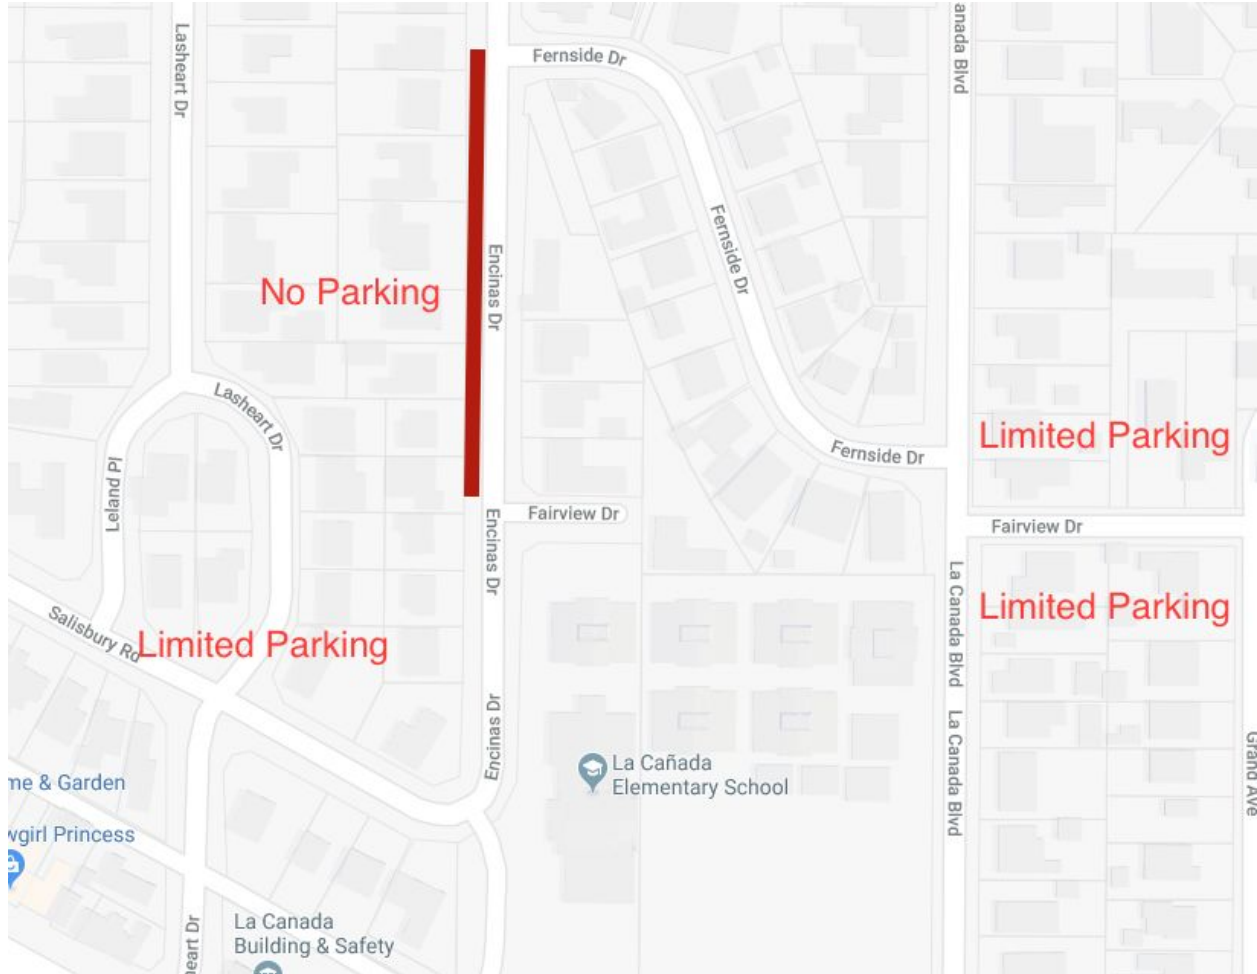 Lasheart Dr
Fernside Dr
anada Blvd
Fernside Dr
Encinas Dr
No Parking
Lasheart Dr
Limited Parking
Fernside Dr
Leland Pl
Fairview Dr
Fairview Dr
Encinas Dr
La Canada Blvd
Limited Parking
Salisbury Rd
Limited Parking
Encinas Dr
La Canada Blvd
Grand Ave
La Cañada
Elementary School
me & Garden
wgirl Princess
eart Dr
La Canada
Building & Safety